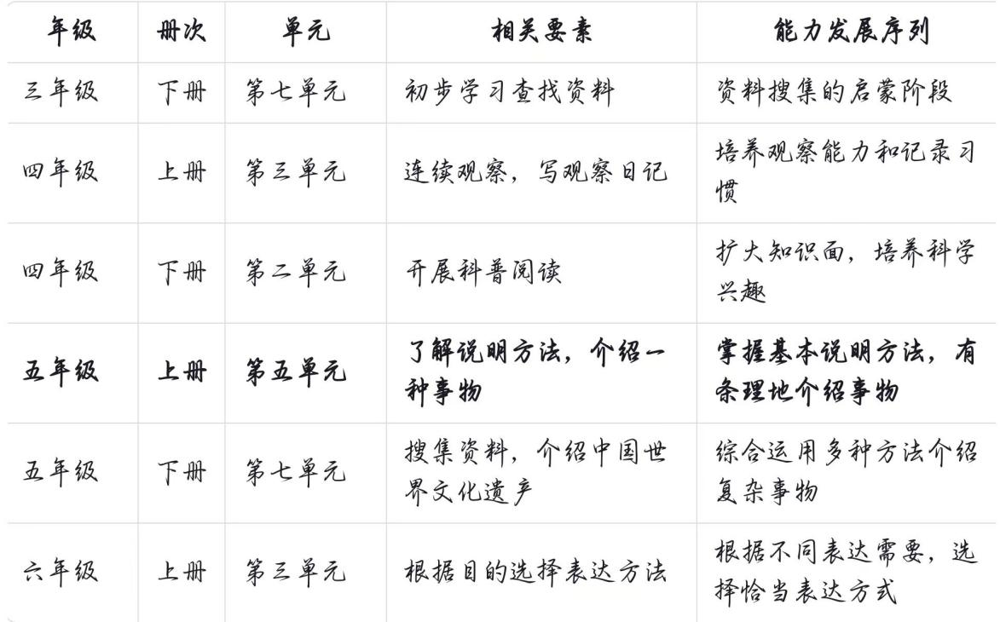 年级 册次 单元 相关要素 能力发展序列
三年级 下册 第七单元 初步学习查找资料 资料搜集的启蒙阶段
四年级 上册 第三单元 连续观察，写观察日记 培养观察能力和记录习
惯
四年级 下册 第二单元 开展科普阅读 扩大知识面，培养科学
兴趣
五年级 上册 第五单元 了解说明方法，介绍一
种事物
掌握基本说明方法，有
条理地介绍事物
五年级 下册 第七单元 搜集资料，介绍中国世
界文化遗产
综合运用多种方法介绍
复杂事物
六年级 上册 第三单元 根据目的选择表达方法 根据不同表达需要，选
择恰当表达方式